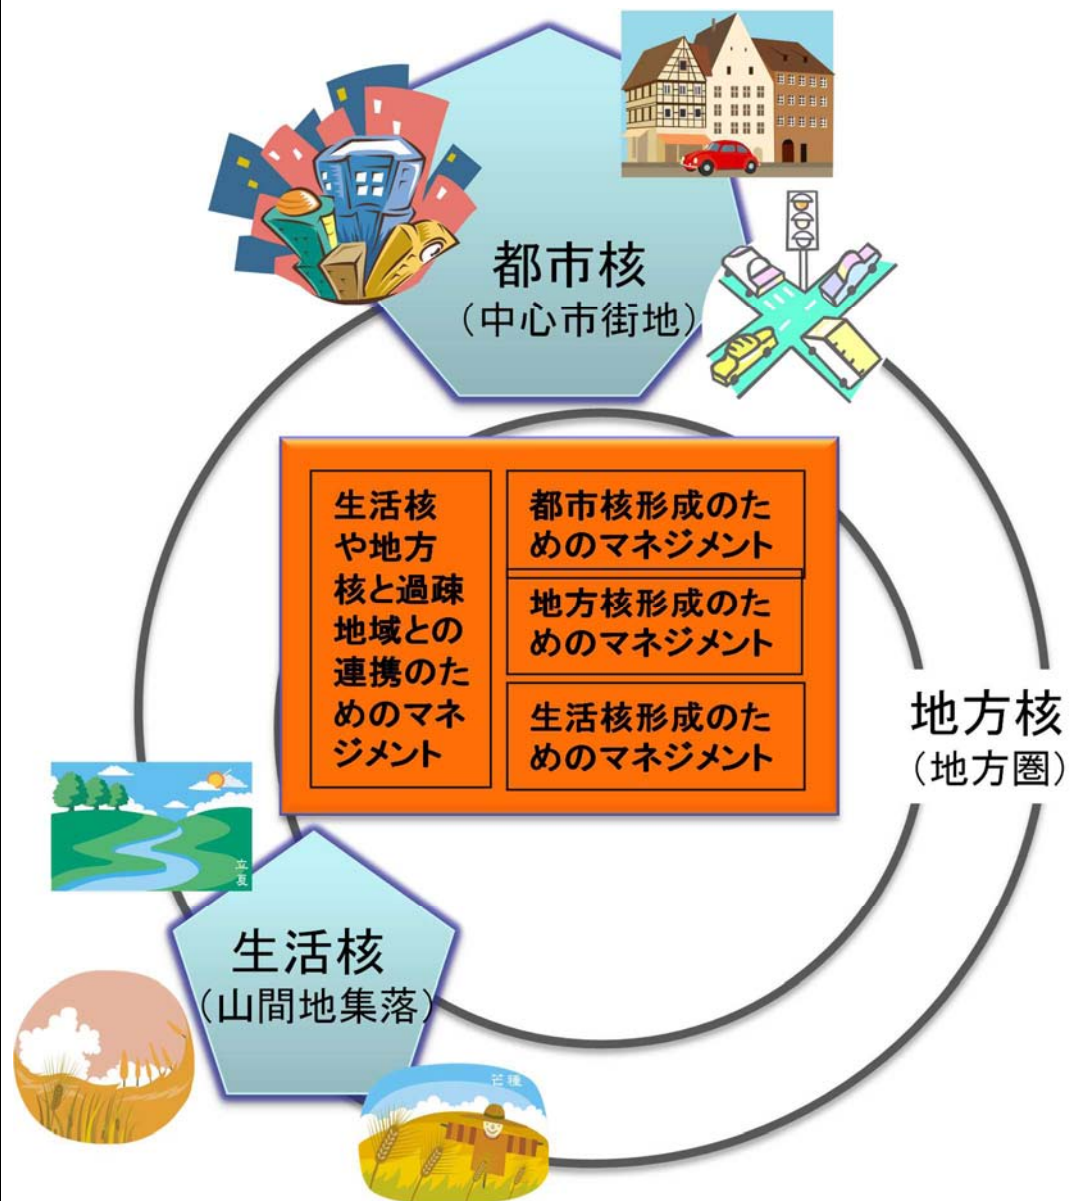 都市核
（中心市街地）
生活核
や地方
核と過疎
地域との
連携のた
めのマネ
ジメント
都市核形成のた
めのマネジメント
地方核形成のた
めのマネジメント
生活核形成のた
めのマネジメント
地方核
（地方圏）
立夏
生活核
（山間地集落）
芒種